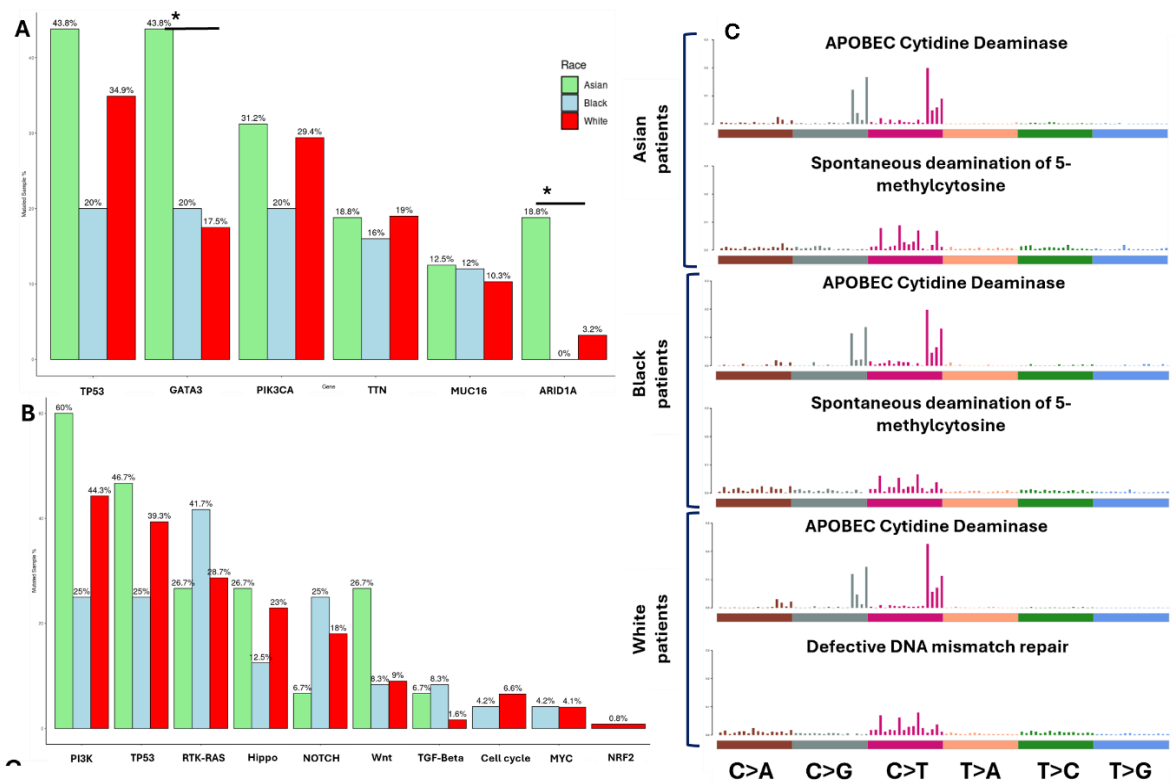 A
*
43.8%
43.8%
34.9%
31.2%
29.4%
20%
20%
17.5%
20%
18.8%
16%
19%
12.5%
12%
10.3%
*
18.8%
0%
3.2%
Race
Asian
Black
White
Mutated Sample %
20
TP53
GATA3
PIK3CA
Gene
TTN
MUC16
ARID1A
B
60%
25%
44.3%
46.7%
25%
39.3%
26.7%
41.7%
28.7%
26.7%
12.5%
23%
6.7%
25%
18%
26.7%
8.3%
9%
6.7%
8.3%
1.6%
4.2%
6.6%
4.2%
4.1%
0.8%
Mutated Sample %
PI3K
TP53
RTK-RAS
Hippo
NOTCH
Wnt
TGF-Beta
Cell cycle
MYC
NRF2
C
Asian
patients
APOBEC Cytidine Deaminase
Spontaneous deamination of 5-
methylcytosine
Black
patients
APOBEC Cytidine Deaminase
Spontaneous deamination of 5-
methylcytosine
White
patients
APOBEC Cytidine Deaminase
Defective DNA mismatch repair
C>A C>G C>T T>A T>C T>G